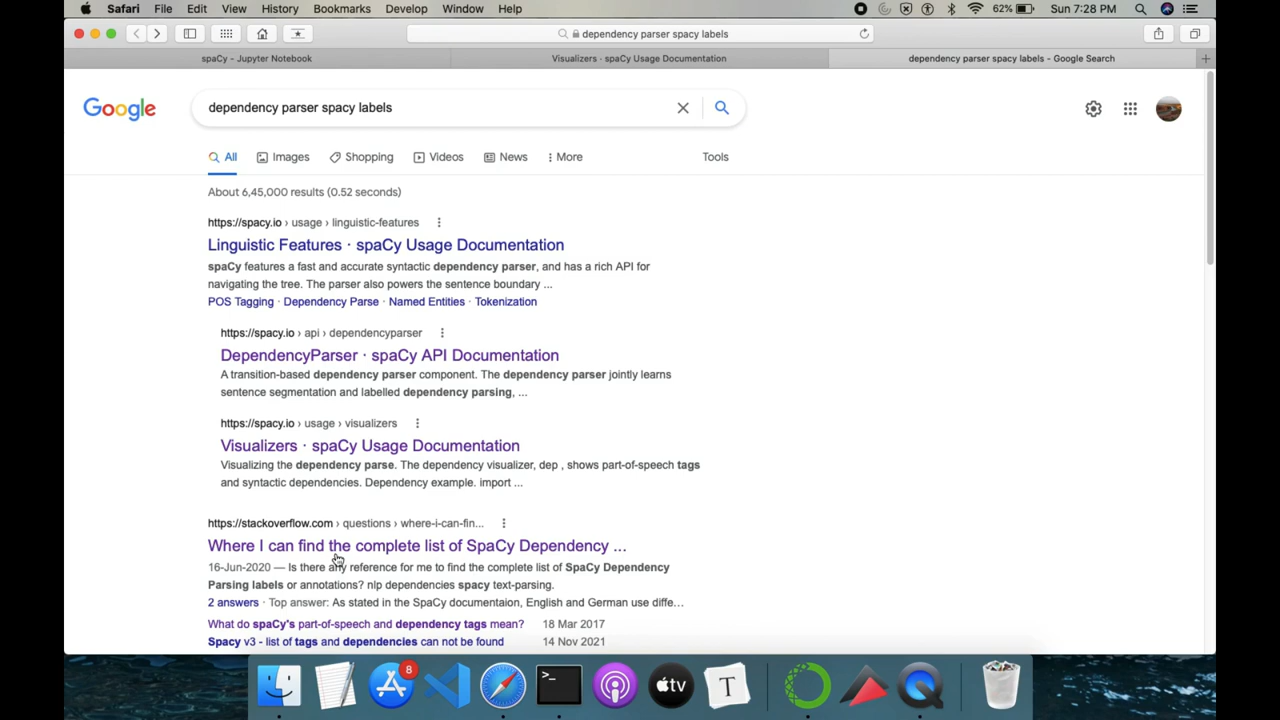 Safari File Edit View History Bookmarks Develop Window Help 62% Sun 7:28 PM
dependency parser spacy labels
spaCy - Jupyter Notebook Visualizers · spaCy Usage Documentation dependency parser spacy labels - Google Search
Google dependency parser spacy labels
All Images Shopping Videos News More Tools
About 6,45,000 results (0.52 seconds)
https://spacy.io › usage › linguistic-features
Linguistic Features · spaCy Usage Documentation
spaCy features a fast and accurate syntactic dependency parser, and has a rich API for
navigating the tree. The parser also powers the sentence boundary ...
POS Tagging · Dependency Parse · Named Entities · Tokenization
https://spacy.io › api › dependencyparser
DependencyParser · spaCy API Documentation
A transition-based dependency parser component. The dependency parser jointly learns
sentence segmentation and labelled dependency parsing, ...
https://spacy.io › usage › visualizers
Visualizers · spaCy Usage Documentation
Visualizing the dependency parse. The dependency visualizer, dep , shows part-of-speech tags
and syntactic dependencies. Dependency example. import ...
https://stackoverflow.com › questions › where-i-can-fin...
Where I can find the complete list of SpaCy Dependency ...
16-Jun-2020 — Is there any reference for me to find the complete list of SpaCy Dependency
Parsing labels or annotations? nlp dependencies spacy text-parsing.
2 answers · Top answer: As stated in the SpaCy documentaion, English and German use diffe...
What do spaCy's part-of-speech and dependency tags mean? 18 Mar 2017
Spacy v3 - list of tags and dependencies can not be found 14 Nov 2021
8
>_
tv
T